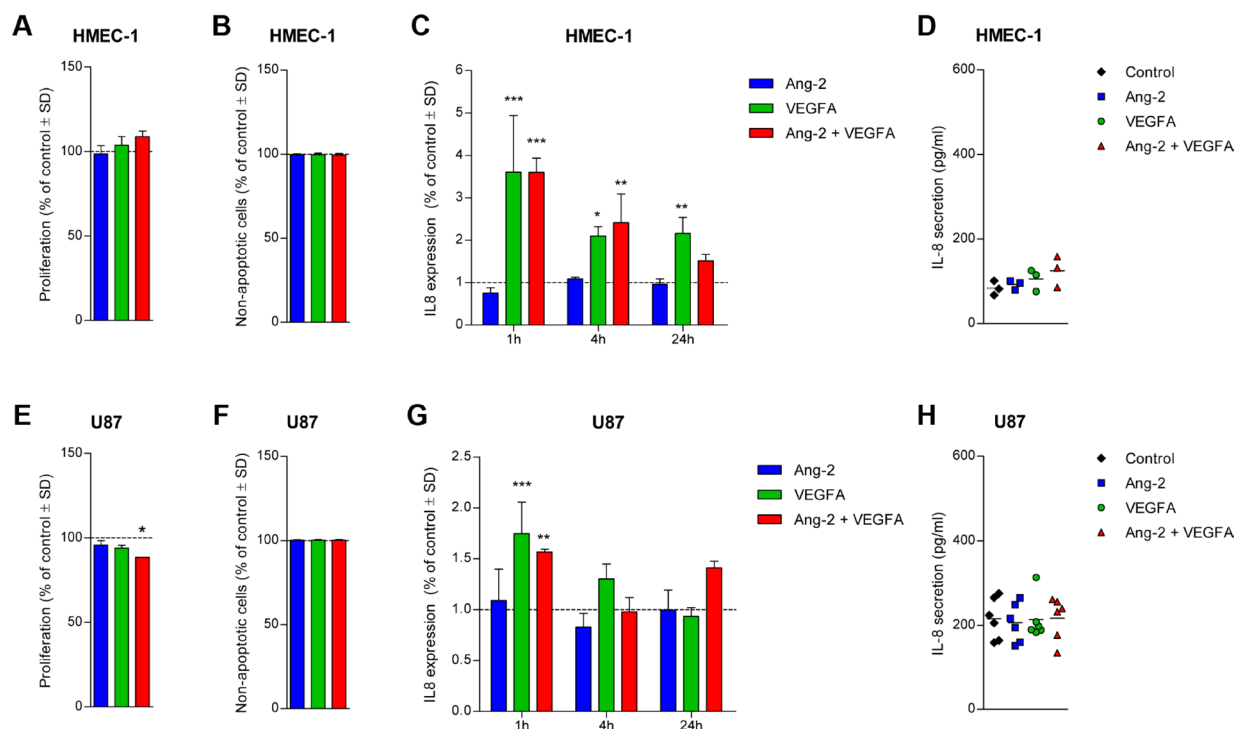 A
HMEC-1
Proliferation (% of control ± SD)
150
100
50
0
B
HMEC-1
Non-apoptotic cells (% of control ± SD)
150
100
50
0
C
HMEC-1
IL8 expression (% of control ± SD)
6
5
4
3
2
1
0
***
***
*
**
**
1h
4h
24h
Ang-2
VEGFA
Ang-2 + VEGFA
D
HMEC-1
IL-8 secretion (pg/ml)
600
400
200
0
Control
Ang-2
VEGFA
Ang-2 + VEGFA
E
U87
Proliferation (% of control ± SD)
150
100
50
0
*
F
U87
Non-apoptotic cells (% of control ± SD)
150
100
50
0
G
U87
IL8 expression (% of control ± SD)
2.5
2.0
1.5
1.0
0.5
0.0
***
**
1h
4h
24h
Ang-2
VEGFA
Ang-2 + VEGFA
H
U87
IL-8 secretion (pg/ml)
600
400
200
0
Control
Ang-2
VEGFA
Ang-2 + VEGFA